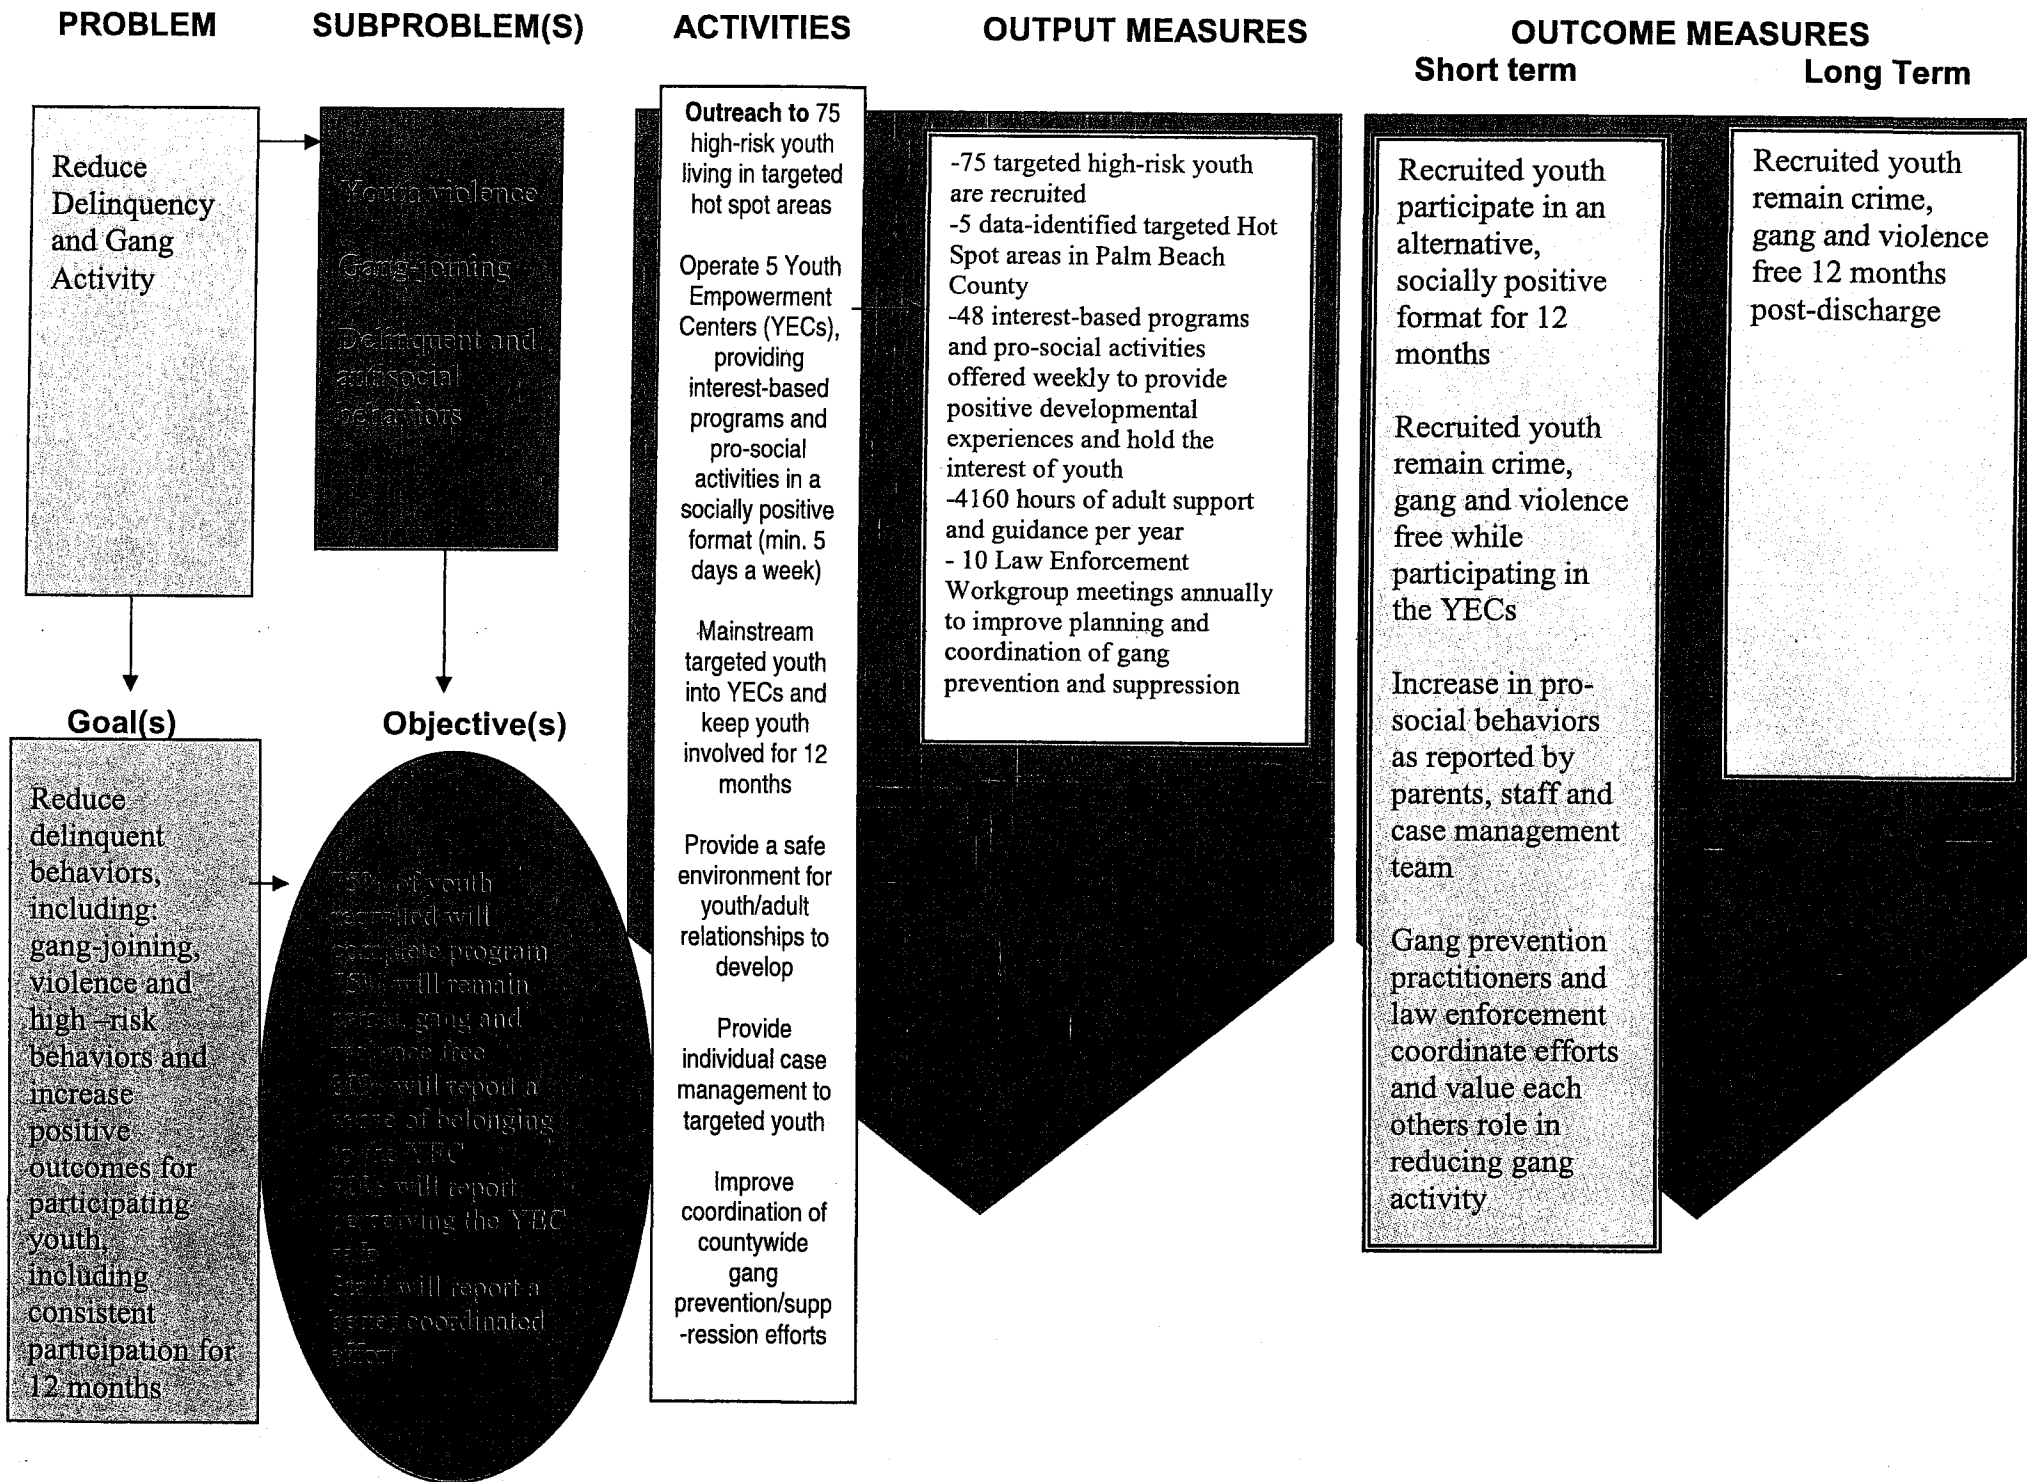 PROBLEM
SUBPROBLEM(S)
ACTIVITIES
OUTPUT MEASURES
OUTCOME MEASURES
Short term
Long Term
Reduce
Delinquency
and Gang
Activity
Youth violence
Gang-joining
Delinquent and
antisocial
behaviors
Goal(s)
Reduce
delinquent
behaviors,
including:
gang-joining,
violence and
high –risk
behaviors and
increase
positive
outcomes for
participating
youth,
including
consistent
participation for
12 months
Objective(s)
of youth
recruited will
complete program
75% will remain
crime, gang and
violence free
will report a
sense of belonging
to the YEC
will report
perceiving the YEC
safe
Staff will report a
coordinated
effort
Outreach to 75
high-risk youth
living in targeted
hot spot areas
Operate 5 Youth
Empowerment
Centers (YECs),
providing
interest-based
programs and
pro-social
activities in a
socially positive
format (min. 5
days a week)
Mainstream
targeted youth
into YECs and
keep youth
involved for 12
months
Provide a safe
environment for
youth/adult
relationships to
develop
Provide
individual case
management to
targeted youth
Improve
coordination of
countywide
gang
prevention/supp
-ression efforts
-75 targeted high-risk youth
are recruited
-5 data-identified targeted Hot
Spot areas in Palm Beach
County
-48 interest-based programs
and pro-social activities
offered weekly to provide
positive developmental
experiences and hold the
interest of youth
-4160 hours of adult support
and guidance per year
- 10 Law Enforcement
Workgroup meetings annually
to improve planning and
coordination of gang
prevention and suppression
Recruited youth
participate in an
alternative,
socially positive
format for 12
months
Recruited youth
remain crime,
gang and violence
free while
participating in
the YECs
Increase in pro-
social behaviors
as reported by
parents, staff and
case management
team
Gang prevention
practitioners and
law enforcement
coordinate efforts
and value each
others role in
reducing gang
activity
Recruited youth
remain crime,
gang and violence
free 12 months
post-discharge